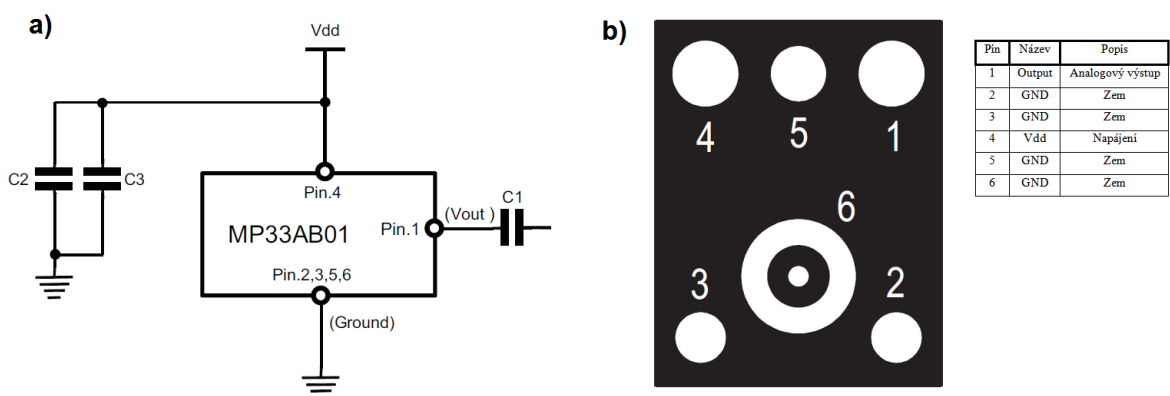 a)
Vdd
C2
C3
Pin.4
MP33AB01
Pin.1
(Vout )
C1
Pin.2,3,5,6
(Ground)
b)
4
5
1
6
3
2
Pin Název Popis
1 Output Analogový výstup
2 GND Zem
3 GND Zem
4 Vdd Napájení
5 GND Zem
6 GND Zem